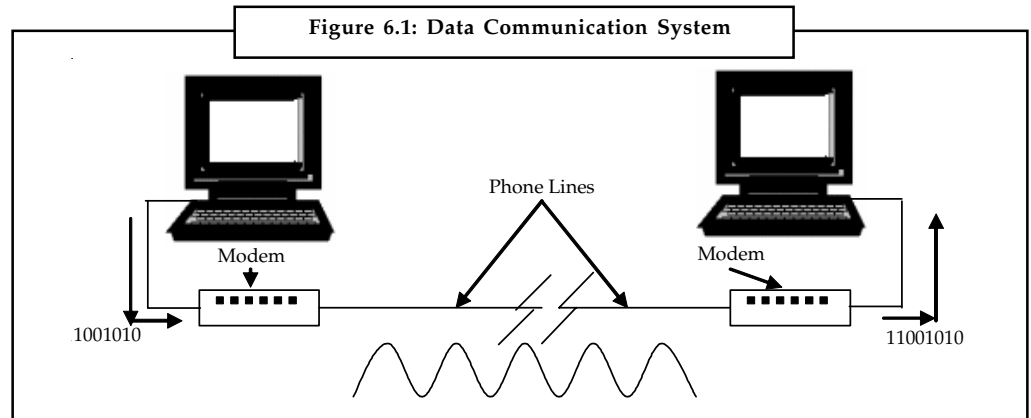 Figure 6.1: Data Communication System
Phone Lines
Modem
Modem
1001010
11001010